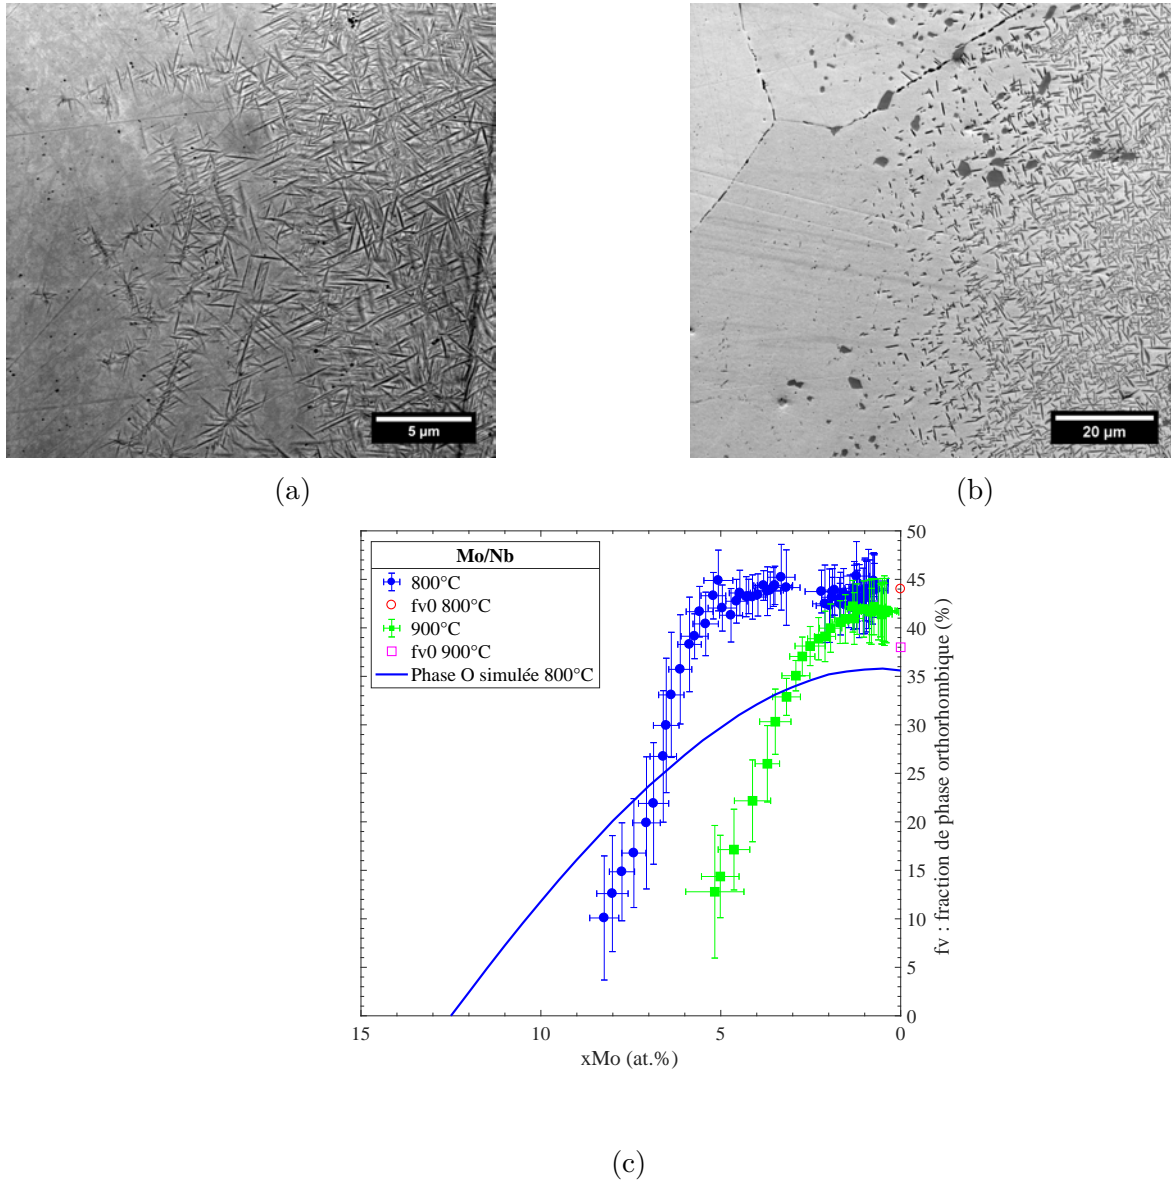 5 µm
20 µm
(a)
(b)
Mo/Nb
800°C
fv0 800°C
900°C
fv0 900°C
Phase O simulée 800°C
50
45
40
35
30
25
20
15
10
5
0
fv : fraction de phase orthorhombique (%)
15
10
5
0
xMo (at.%)
(c)